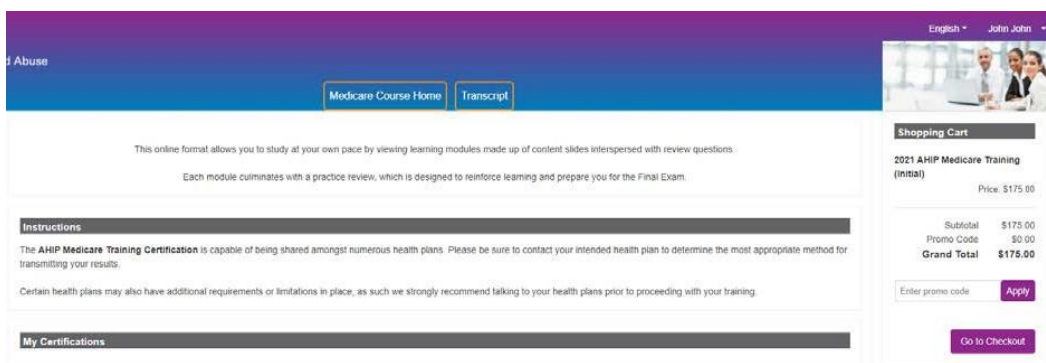 English
John John
d Abuse
Medicare Course Home
Transcript
This online format allows you to study at your own pace by viewing learning modules made up of content slides interspersed with review questions.
Each module culminates with a practice review, which is designed to reinforce learning and prepare you for the Final Exam.
Instructions
The AHIP Medicare Training Certification is capable of being shared amongst numerous health plans. Please be sure to contact your intended health plan to determine the most appropriate method for
transmitting your results.
Certain health plans may also have additional requirements or limitations in place, as such we strongly recommend talking to your health plans prior to proceeding with your training.
My Certifications
Shopping Cart
2021 AHIP Medicare Training
(Initial)
Price: $175.00
Subtotal $175.00
Promo Code $0.00
Grand Total $175.00
Enter promo code Apply
Go to Checkout